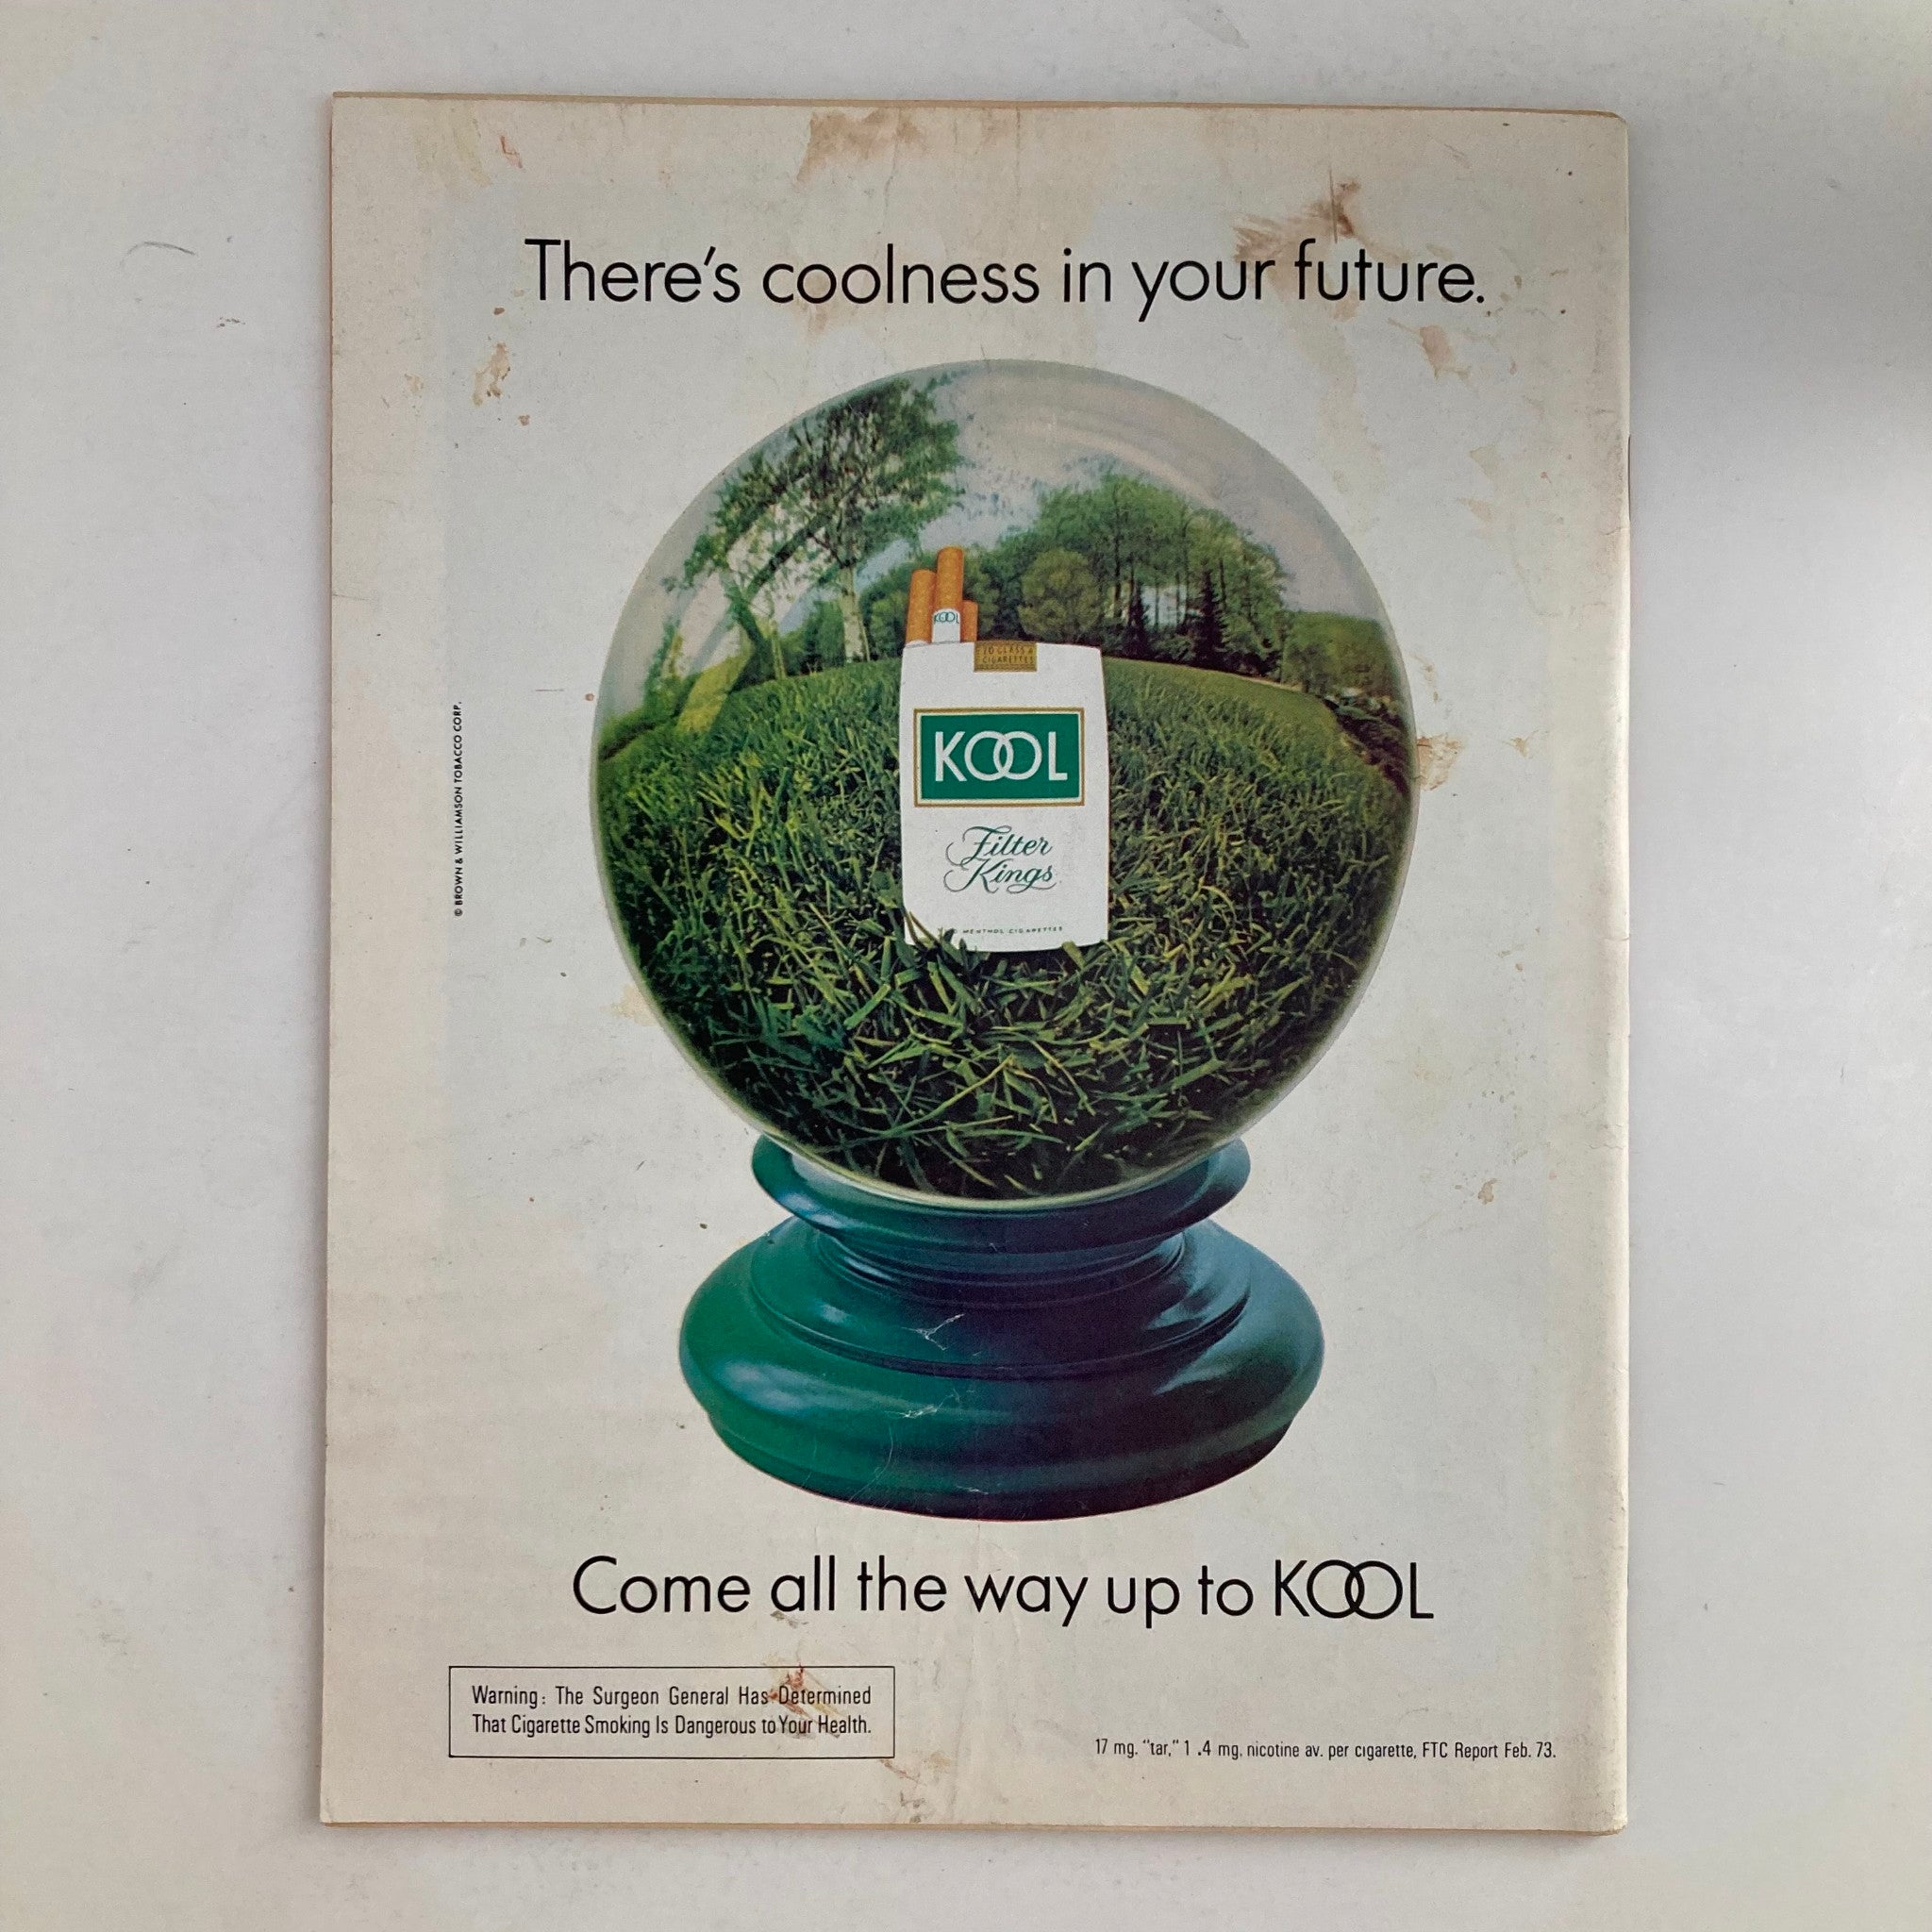 There's coolness in your future.
© BROWN & WILLIAMSON TOBACCO CORP.
KOOL
20 CLASS A
CIGARETTES
KOOL
Filter
Kings
MENTHOL CIGARETTES
Come all the way up to KOOL
Warning: The Surgeon General Has Determined
That Cigarette Smoking Is Dangerous to Your Health.
17 mg. "tar," 1 .4 mg. nicotine av. per cigarette, FTC Report Feb. 73.